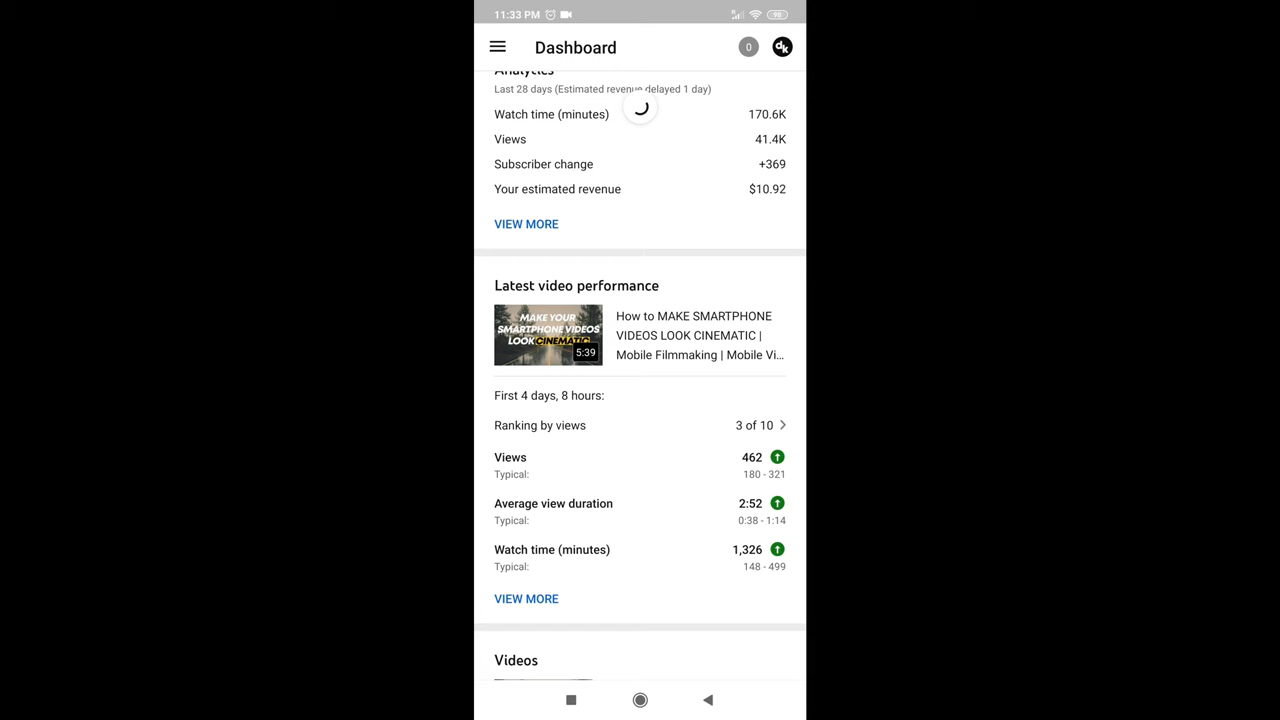 11:33 PM
98
Dashboard
0
dk
Analytics
Last 28 days (Estimated revenue delayed 1 day)
Watch time (minutes) 170.6K
Views 41.4K
Subscriber change +369
Your estimated revenue $10.92
VIEW MORE
Latest video performance
MAKE YOUR
SMARTPHONE VIDEOS
LOOK CINEMATIC
5:39
How to MAKE SMARTPHONE
VIDEOS LOOK CINEMATIC |
Mobile Filmmaking | Mobile Vi...
First 4 days, 8 hours:
Ranking by views 3 of 10
Views 462
Typical: 180 - 321
Average view duration 2:52
Typical: 0:38 - 1:14
Watch time (minutes) 1,326
Typical: 148 - 499
VIEW MORE
Videos